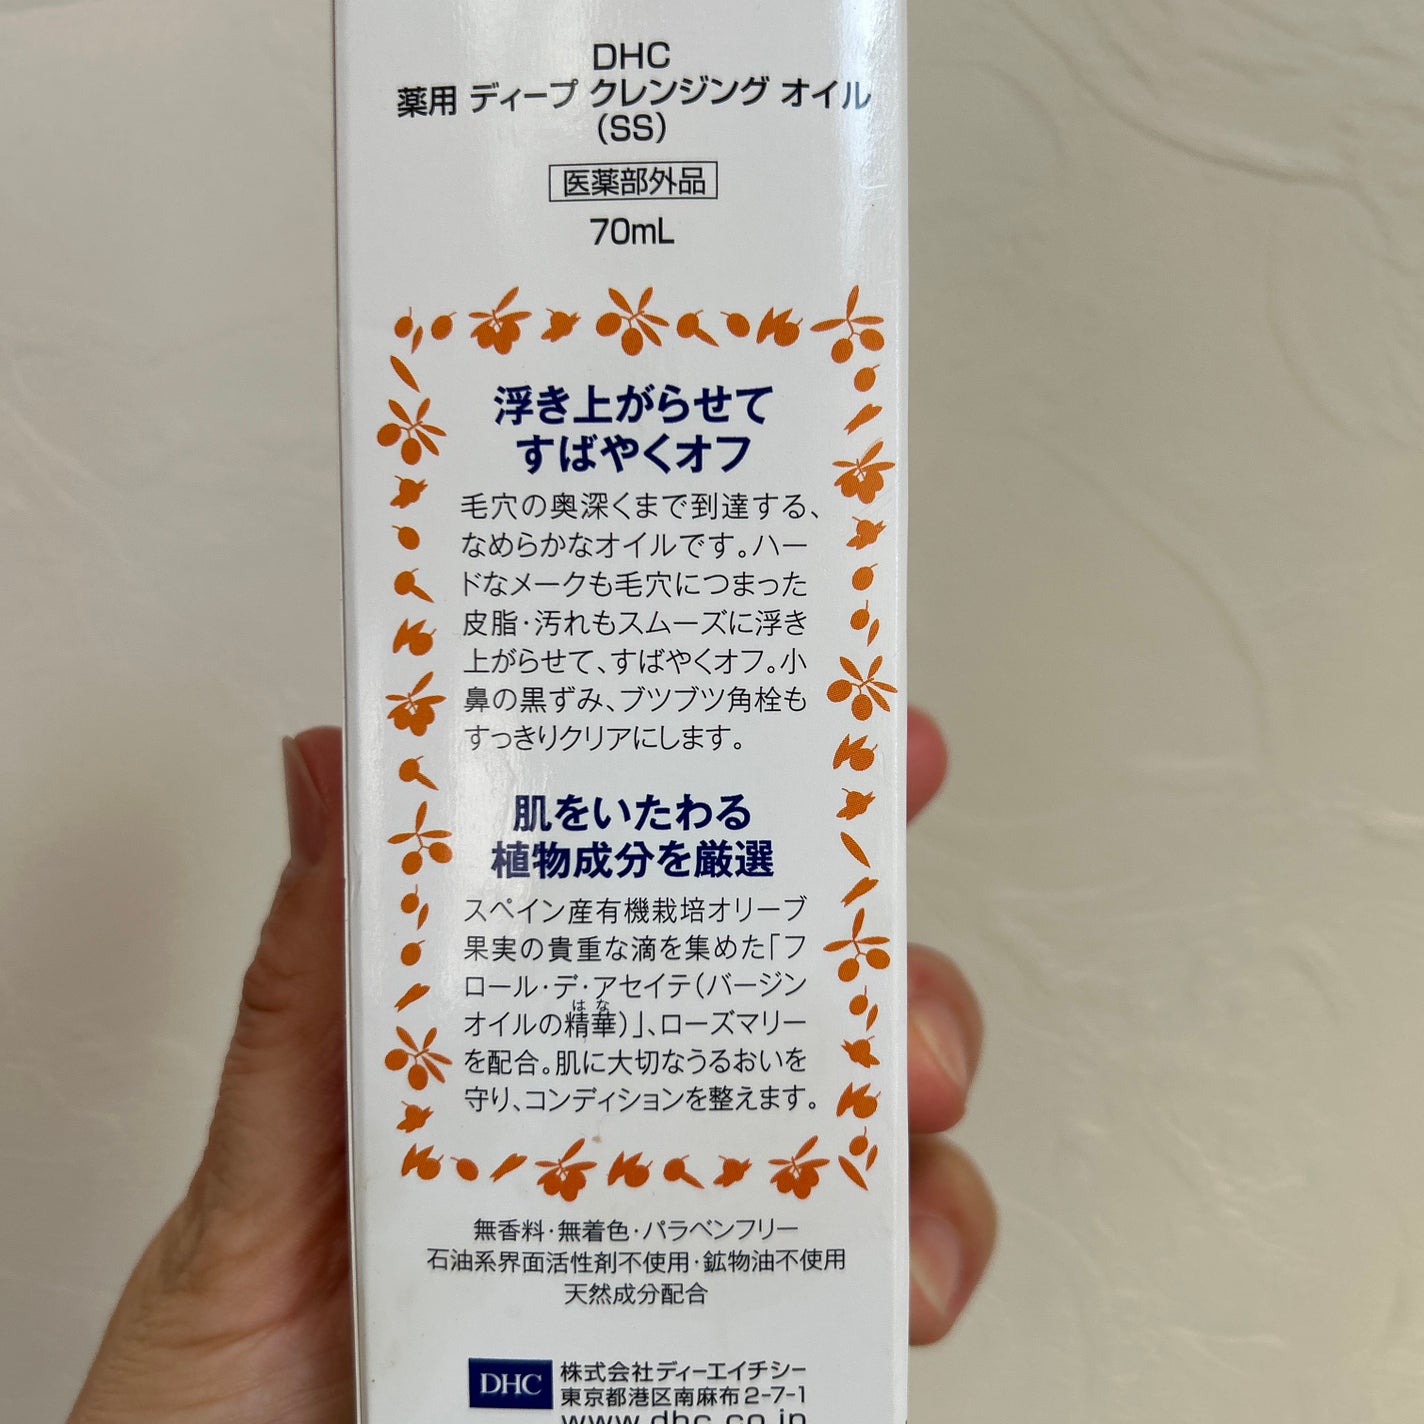 DHC
薬用 ディープ クレンジング オイル
(SS)
医薬部外品
70mL
浮き上がらせて
すばやくオフ
毛穴の奥深くまで到達する、
なめらかなオイルです。ハー
ドなメークも毛穴につまった
皮脂・汚れもスムーズに浮き
上がらせて、すばやくオフ。小
鼻の黒ずみ、ブツブツ角栓も
すっきりクリアにします。
肌をいたわる
植物成分を厳選
スペイン産有機栽培オリーブ
果実の貴重な滴を集めた「フ
ロール・デ・アセイテ(バージン
はな
オイルの精華)」、ローズマリー
を配合。肌に大切なうるおいを
守り、コンディションを整えます。
無香料・無着色・パラベンフリー
石油系界面活性剤不使用・鉱物油不使用
天然成分配合
DHC 株式会社ディーエイチシー
東京都港区南麻布2-7-1
www.dhc.co.jp